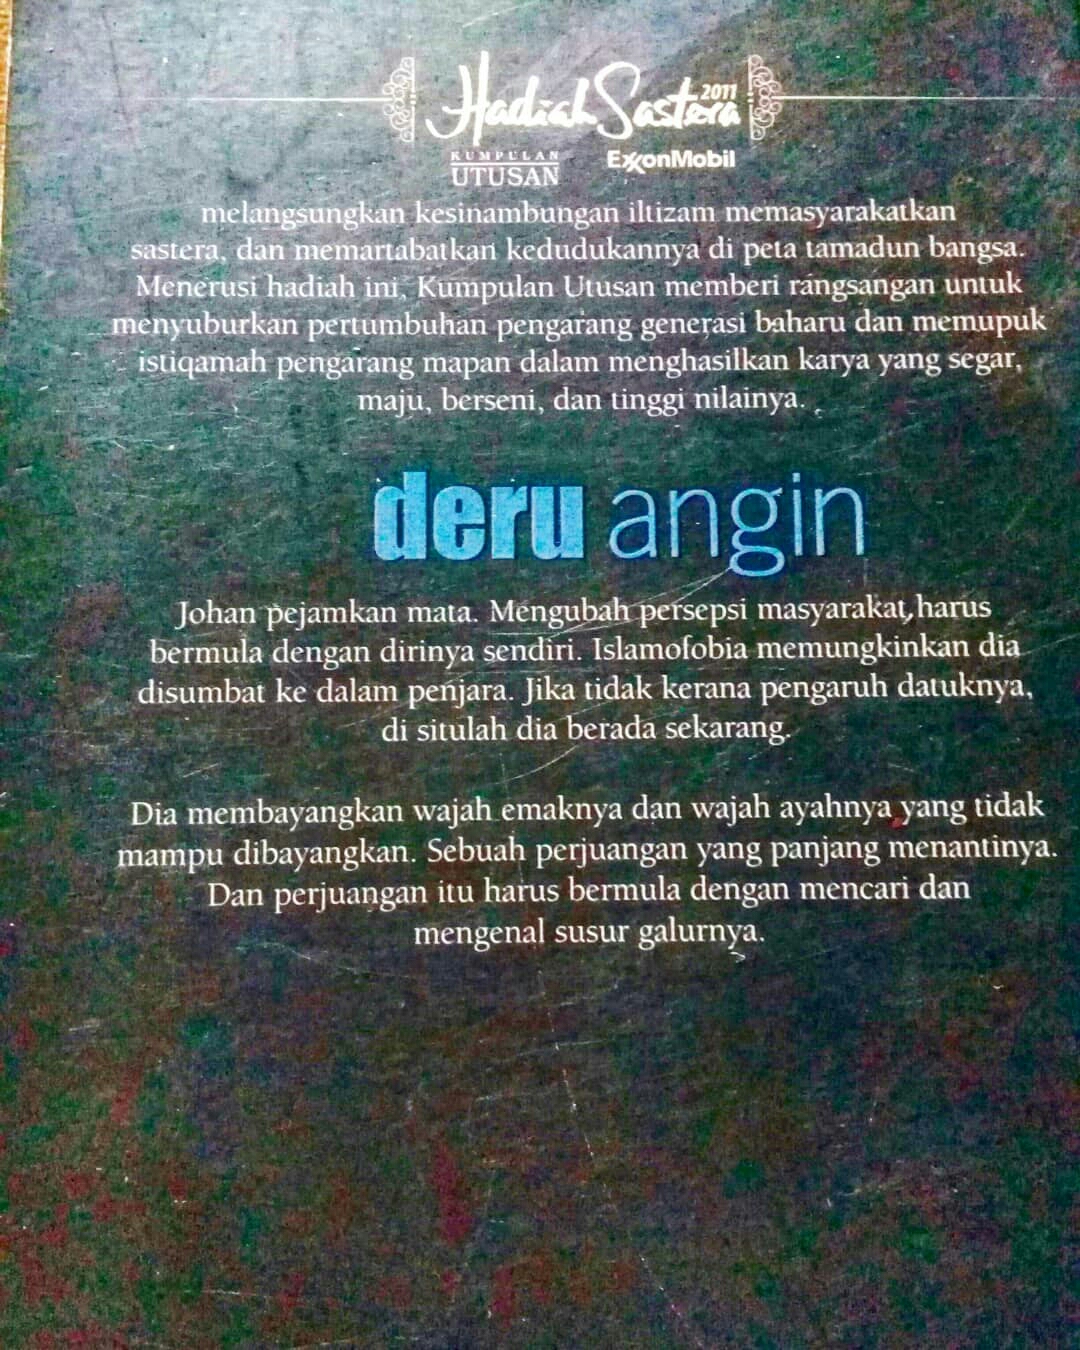 Hadiah Sastera 2011
KUMPULAN UTUSAN ExxonMobil
melangsungkan kesinambungan iltizam memasyarakatkan
sastera, dan memartabatkan kedudukannya di peta tamadun bangsa.
Menerusi hadiah ini, Kumpulan Utusan memberi rangsangan untuk
menyuburkan pertumbuhan pengarang generasi baharu dan memupuk
istiqamah pengarang mapan dalam menghasilkan karya yang segar,
maju, berseni, dan tinggi nilainya.
deru angin
Johan pejamkan mata. Mengubah persepsi masyarakat harus
bermula dengan dirinya sendiri. Islamofobia memungkinkan dia
disumbat ke dalam penjara. Jika tidak kerana pengaruh datuknya,
di situlah dia berada sekarang.
Dia membayangkan wajah emaknya dan wajah ayahnya yang tidak
mampu dibayangkan. Sebuah perjuangan yang panjang menantinya.
Dan perjuangan itu harus bermula dengan mencari dan
mengenal susur galurnya.